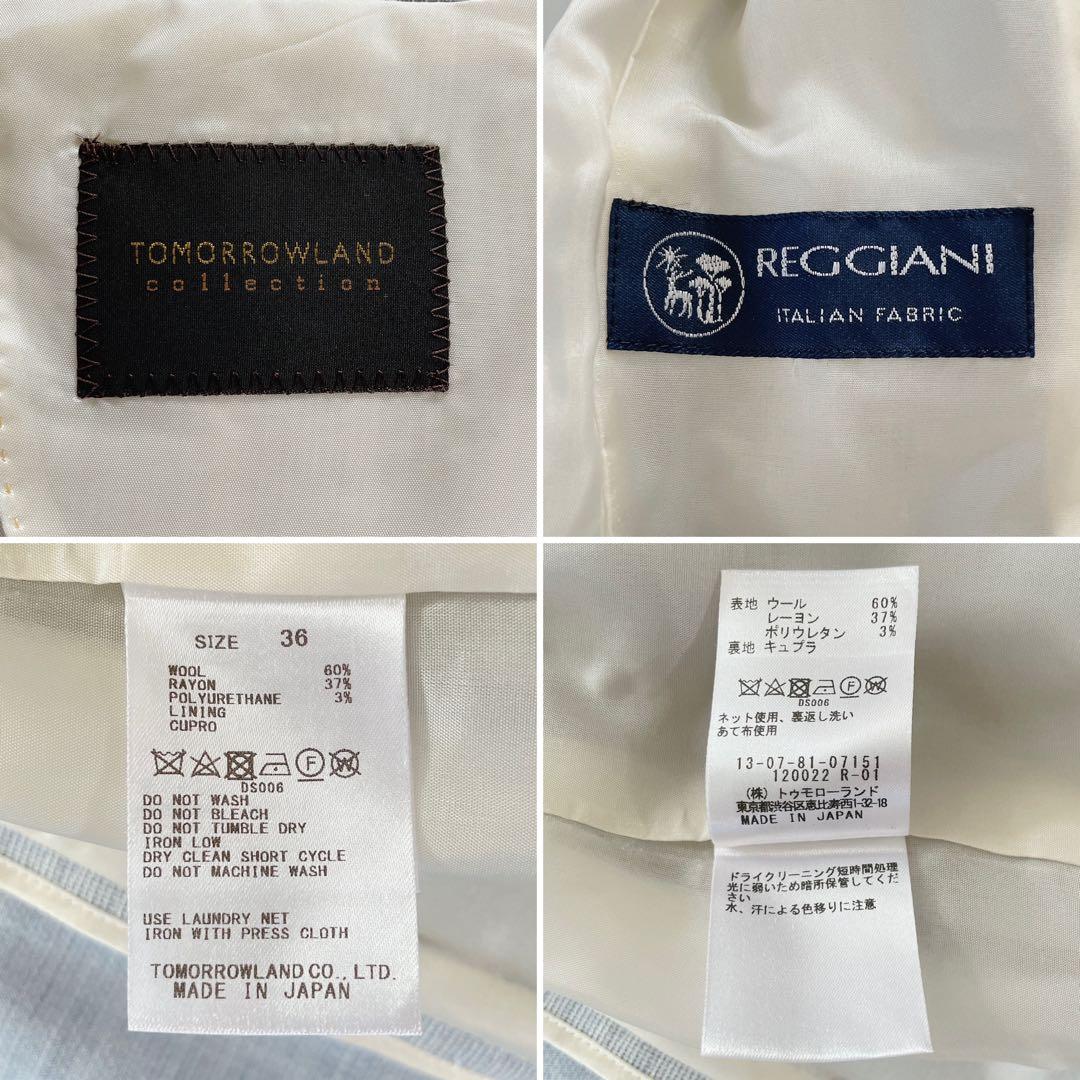 TOMORROWLAND
collection
REGGIANI
ITALIAN FABRIC
SIZE 36
WOOL 60%
RAYON 37%
POLYURETHANE 3%
LINING
CUPRO
DS006
DO NOT WASH
DO NOT BLEACH
DO NOT TUMBLE DRY
IRON LOW
DRY CLEAN SHORT CYCLE
DO NOT MACHINE WASH
USE LAUNDRY NET
IRON WITH PRESS CLOTH
TOMORROWLAND CO., LTD.
MADE IN JAPAN
表地 ウール 60%
レーヨン 37%
ポリウレタン 3%
裏地 キュプラ
DS006
ネット使用、裏返し洗い
あて布使用
13-07-81-07151
120022 R-01
(株) トゥモローランド
東京都渋谷区恵比寿西1-32-18
MADE IN JAPAN
ドライクリーニング短時間処理
光に弱いため暗所保管してくだ
さい
水、汗による色移りに注意